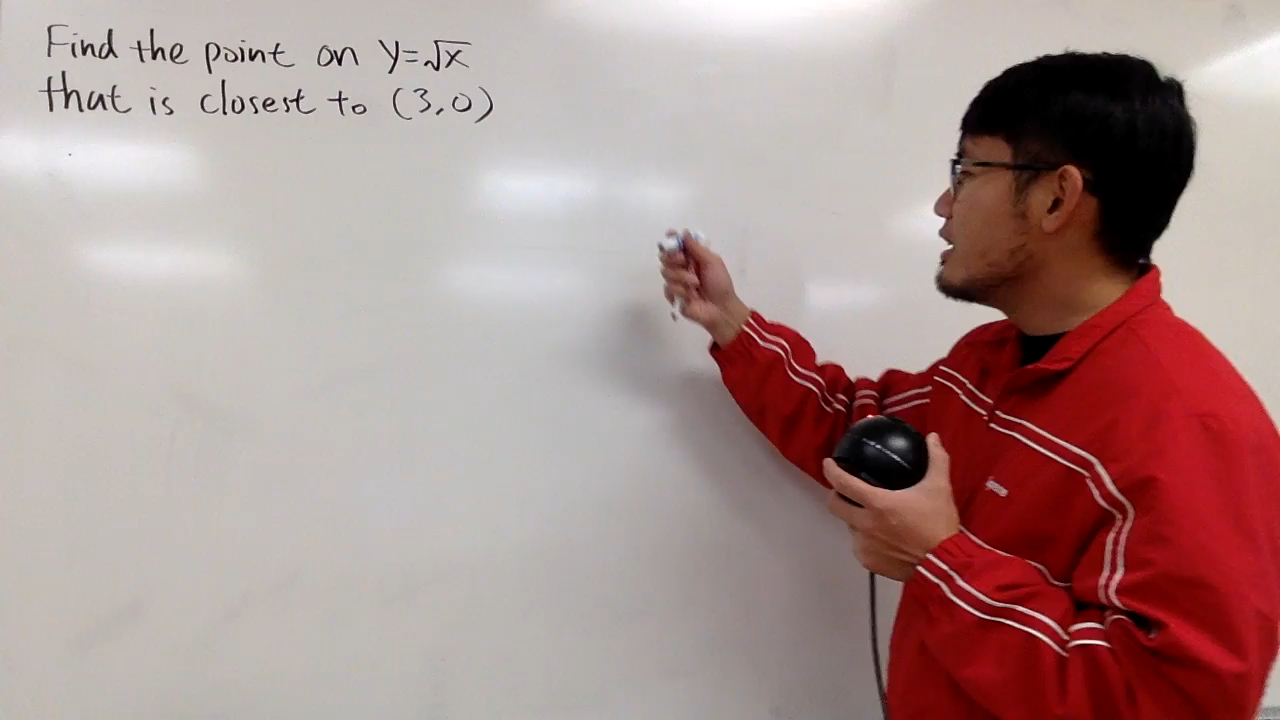 Find the point on y=√x
that is closest to (3,0)